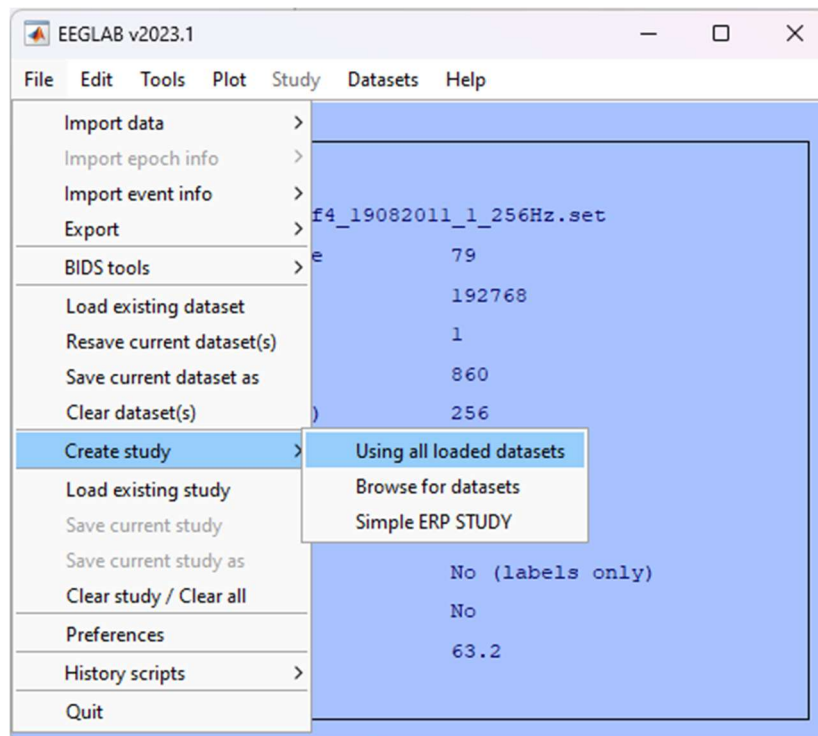 EEGLAB v2023.1
File Edit Tools Plot Study Datasets Help
Import data >
Import epoch info >
Import event info >
Export >
BIDS tools >
Load existing dataset
Resave current dataset(s)
Save current dataset as
Clear dataset(s)
Create study >
Load existing study
Save current study
Save current study as
Clear study / Clear all
Preferences
History scripts >
Quit
Using all loaded datasets
Browse for datasets
Simple ERP STUDY
f4_19082011_1_256Hz.set
e 79
192768
1
860
) 256
No (labels only)
No
63.2